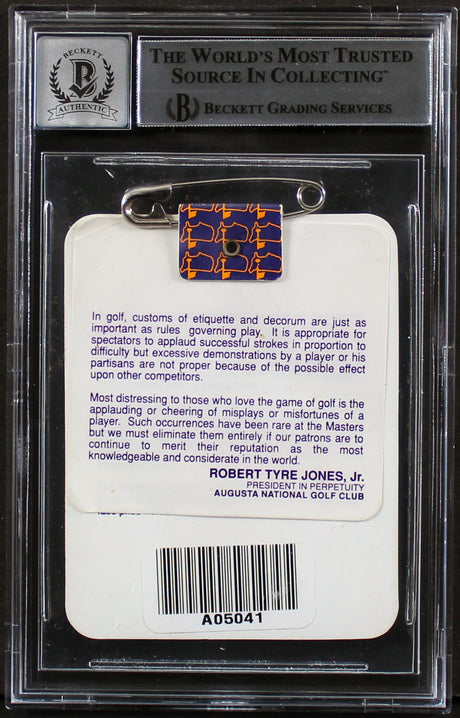 BECKETT
B
AUTHENTIC
THE WORLD'S MOST TRUSTED
SOURCE IN COLLECTING™
B BECKETT GRADING SERVICES
In golf, customs of etiquette and decorum are just as
important as rules governing play. It is appropriate for
spectators to applaud successful strokes in proportion to
difficulty but excessive demonstrations by a player or his
partisans are not proper because of the possible effect
upon other competitors.
Most distressing to those who love the game of golf is the
applauding or cheering of misplays or misfortunes of a
player. Such occurrences have been rare at the Masters
but we must eliminate them entirely if our patrons are to
continue to merit their reputation as the most
knowledgeable and considerate in the world.
ROBERT TYRE JONES, Jr.
PRESIDENT IN PERPETUITY
AUGUSTA NATIONAL GOLF CLUB
A05041